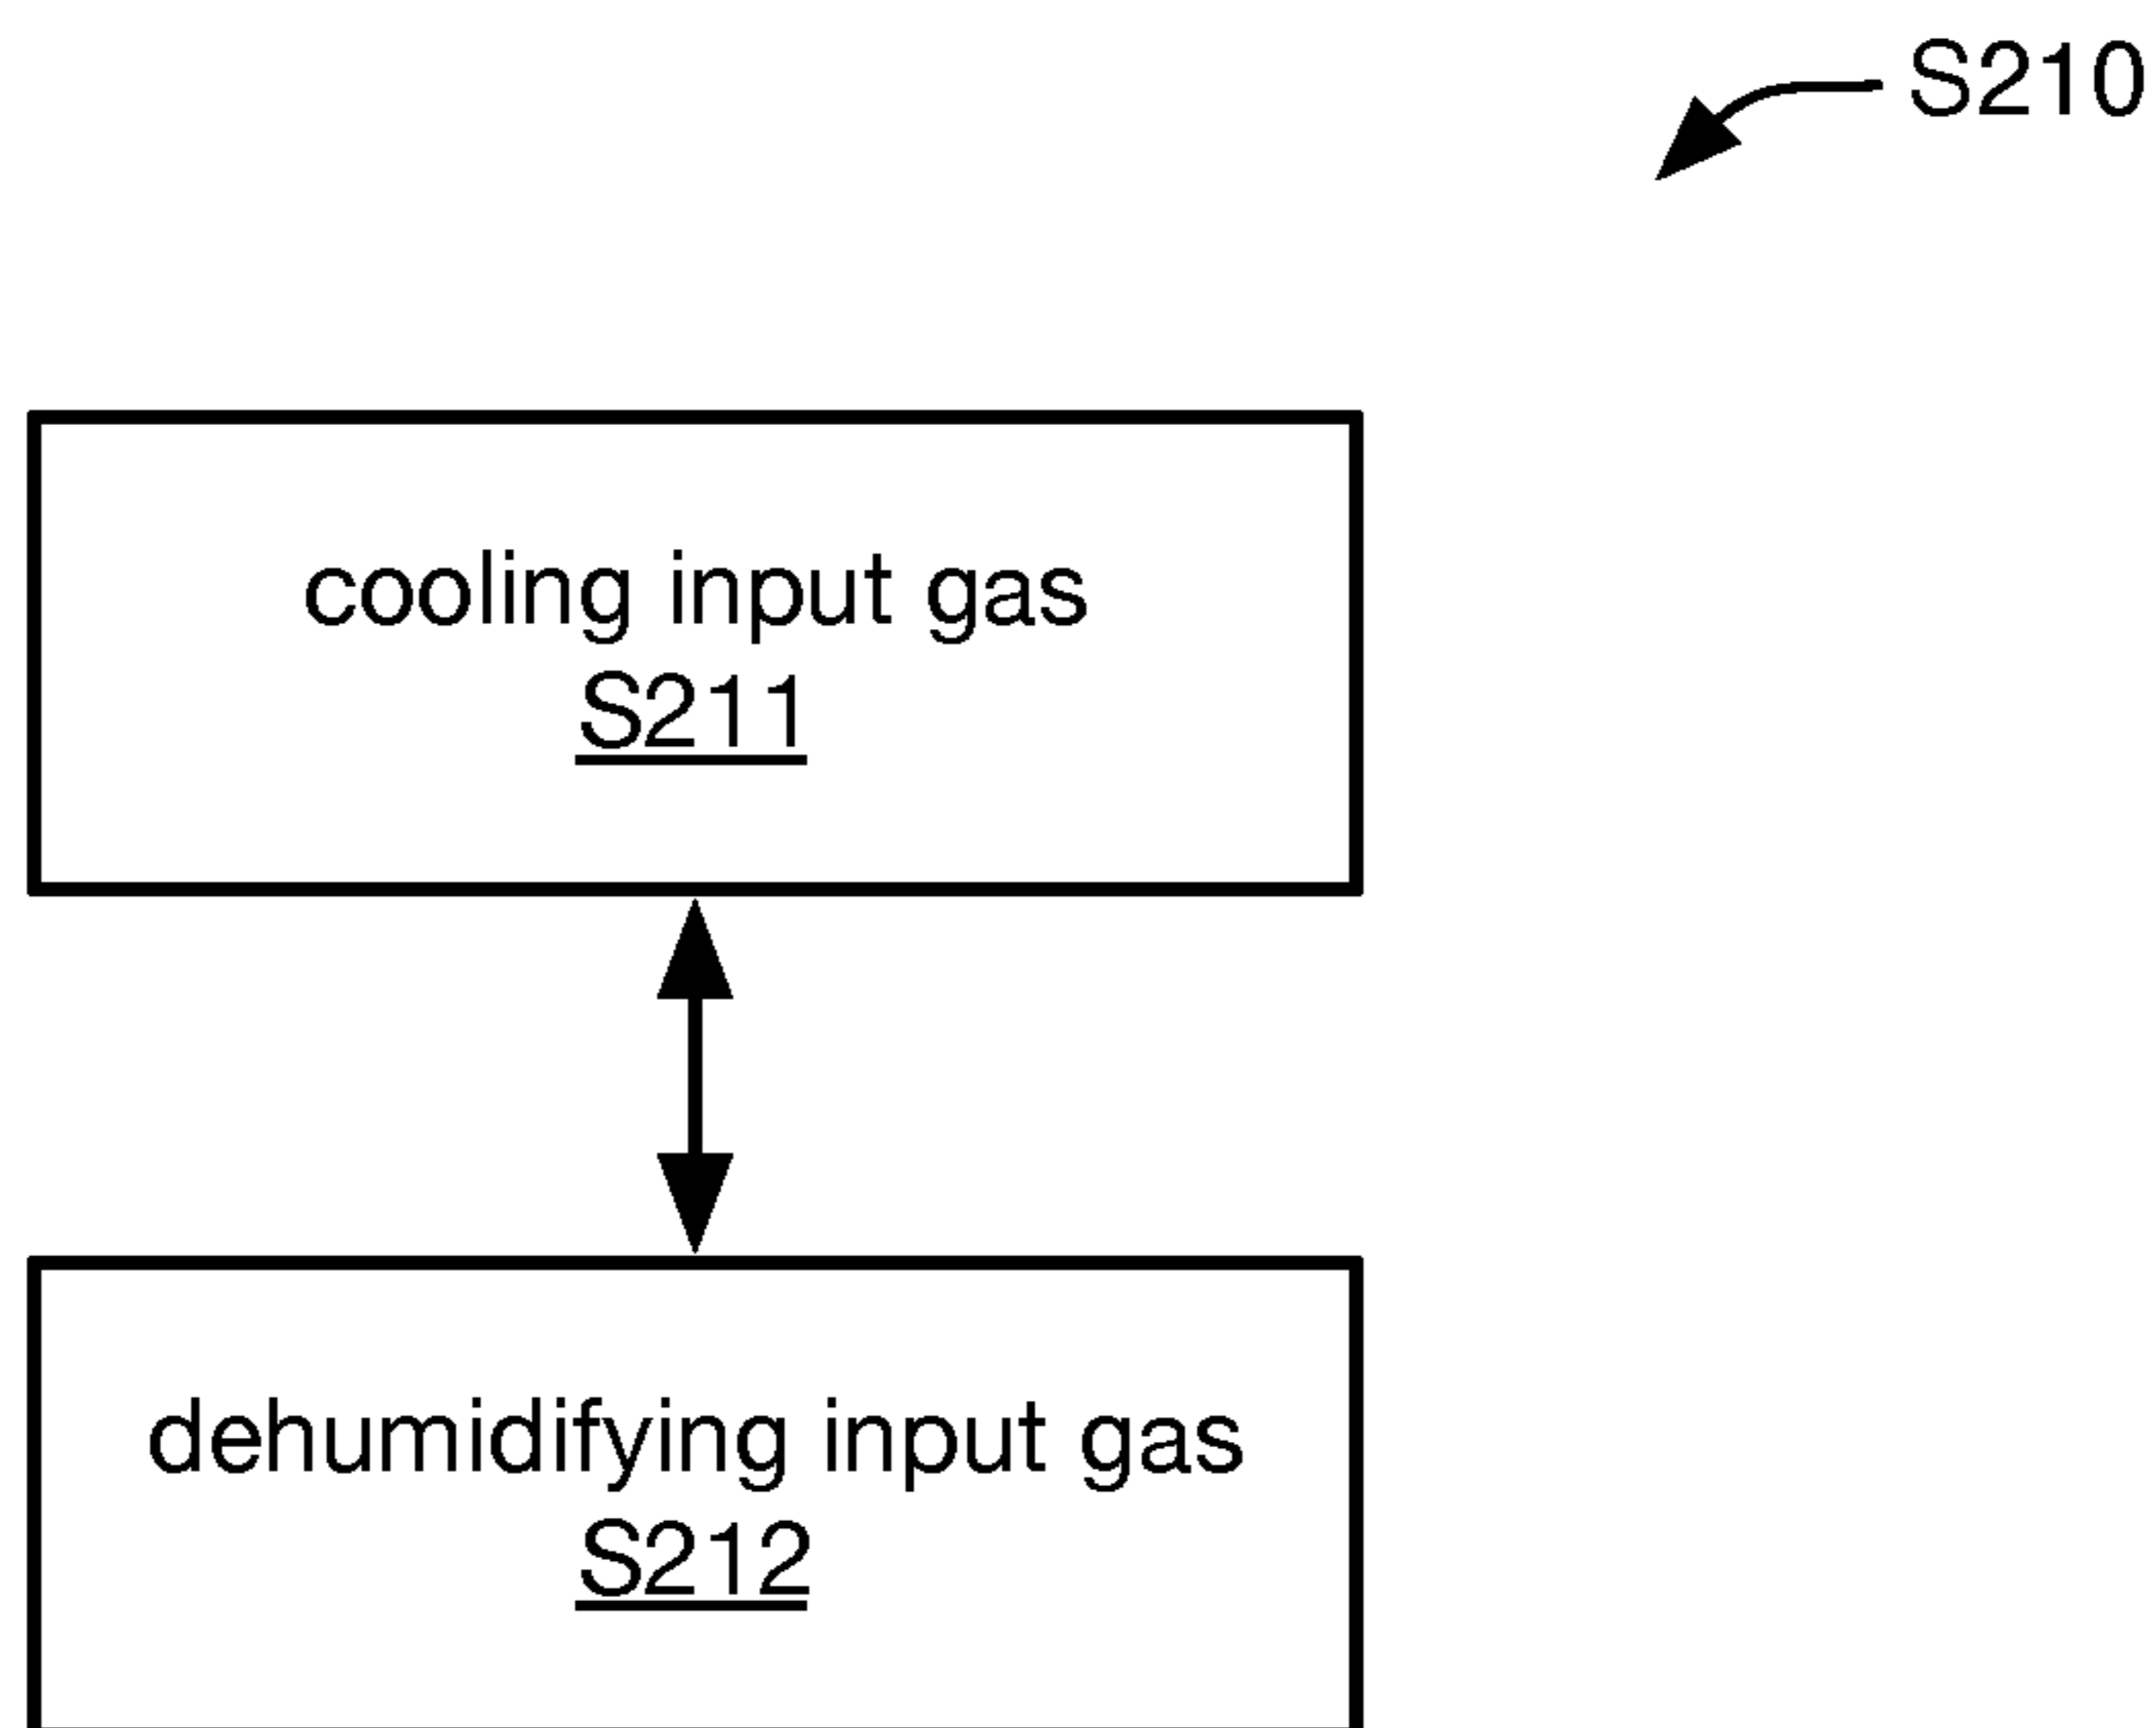 S210
cooling input gas
S211
dehumidifying input gas
S212